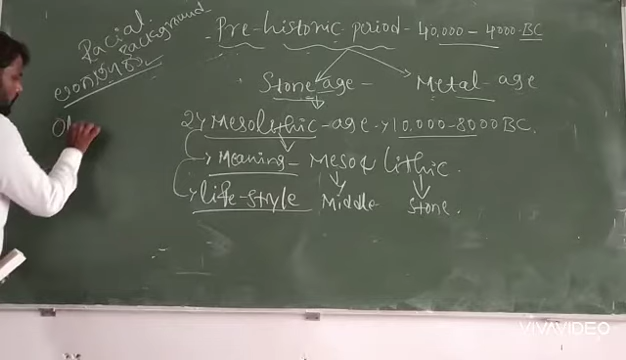 Racial
Background
Pre-historic period - 40,000 - 4000 BC
Stone age -
Metal-age
2) Mesolithic-age → 10,000-8000 BC.
→ Meaning - Meso & lithic.
→ life-style
Middle
Stone.
VIVAVIDEO